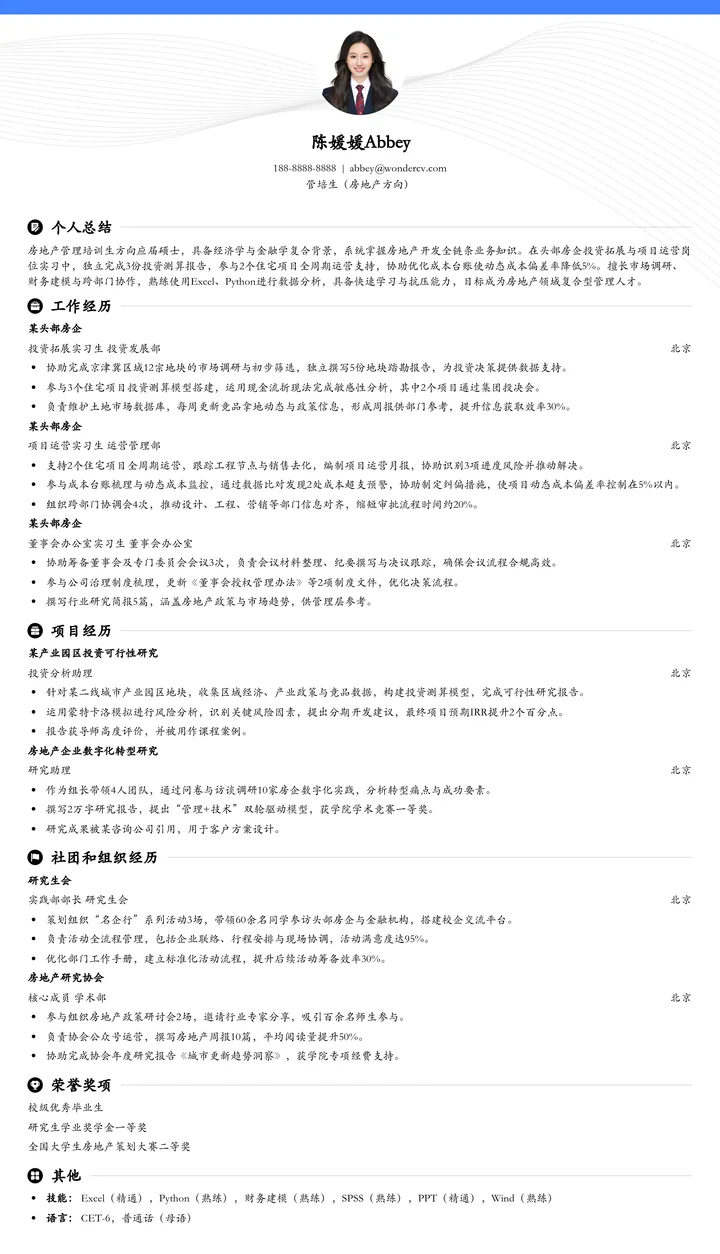 陈媛媛Abbey
188-8888-8888 | abbey@wondercv.com
管培生（房地产方向）
个人总结
房地产管理培训生方向应届硕士，具备经济学与金融学复合背景，系统掌握房地产开发全链条业务知识。在头部房企投资拓展与项目运营岗
位实习中，独立完成3份投资测算报告，参与2个住宅项目全周期运营支持，协助优化成本台账使动态成本偏差率降低5%。擅长市场调研、
财务建模与跨部门协作，熟练使用Excel、Python进行数据分析，具备快速学习与抗压能力，目标成为房地产领域复合型管理人才。
工作经历
某头部房企
投资拓展实习生 投资发展部 北京
• 协助完成京津冀区域12宗地块的市场调研与初步筛选，独立撰写5份地块踏勘报告，为投资决策提供数据支持。
• 参与3个住宅项目投资测算模型搭建，运用现金流折现法完成敏感性分析，其中2个项目通过集团投决会。
• 负责维护土地市场数据库，每周更新竞品拿地动态与政策信息，形成周报供部门参考，提升信息获取效率30%。
某头部房企
项目运营实习生 运营管理部 北京
• 支持2个住宅项目全周期运营，跟踪工程节点与销售去化，编制项目运营月报，协助识别3项进度风险并推动解决。
• 参与成本台账梳理与动态成本监控，通过数据比对发现2处成本超支预警，协助制定纠偏措施，使项目动态成本偏差率控制在5%以内。
• 组织跨部门协调会4次，推动设计、工程、营销等部门信息对齐，缩短审批流程时间约20%。
某头部房企
董事会办公室实习生 董事会办公室 北京
• 协助筹备董事会及专门委员会会议3次，负责会议材料整理、纪要撰写与决议跟踪，确保会议流程合规高效。
• 参与公司治理制度梳理，更新《董事会授权管理办法》等2项制度文件，优化决策流程。
• 撰写行业研究简报5篇，涵盖房地产政策与市场趋势，供管理层参考。
项目经历
某产业园区投资可行性研究
投资分析助理 北京
• 针对某二线城市产业园区地块，收集区域经济、产业政策与竞品数据，构建投资测算模型，完成可行性研究报告。
• 运用蒙特卡洛模拟进行风险分析，识别关键风险因素，提出分期开发建议，最终项目预期IRR提升2个百分点。
• 报告获导师高度评价，并被用作课程案例。
房地产企业数字化转型研究
研究助理 北京
• 作为组长带领4人团队，通过问卷与访谈调研10家房企数字化实践，分析转型痛点与成功要素。
• 撰写2万字研究报告，提出“管理+技术”双轮驱动模型，获学院学术竞赛一等奖。
• 研究成果被某咨询公司引用，用于客户方案设计。
社团和组织经历
研究生会
实践部部长 研究生会 北京
• 策划组织“名企行”系列活动3场，带领60余名同学参访头部房企与金融机构，搭建校企交流平台。
• 负责活动全流程管理，包括企业联络、行程安排与现场协调，活动满意度达95%。
• 优化部门工作手册，建立标准化活动流程，提升后续活动筹备效率30%。
房地产研究协会
核心成员 学术部 北京
• 参与组织房地产政策研讨会2场，邀请行业专家分享，吸引百余名师生参与。
• 负责协会公众号运营，撰写房地产周报10篇，平均阅读量提升50%。
• 协助完成协会年度研究报告《城市更新趋势洞察》，获学院专项经费支持。
荣誉奖项
校级优秀毕业生
研究生学业奖学金一等奖
全国大学生房地产策划大赛二等奖
其他
• 技能： Excel（精通），Python（熟练），财务建模（熟练），SPSS（熟练），PPT（精通），Wind（熟练）
• 语言： CET-6，普通话（母语）